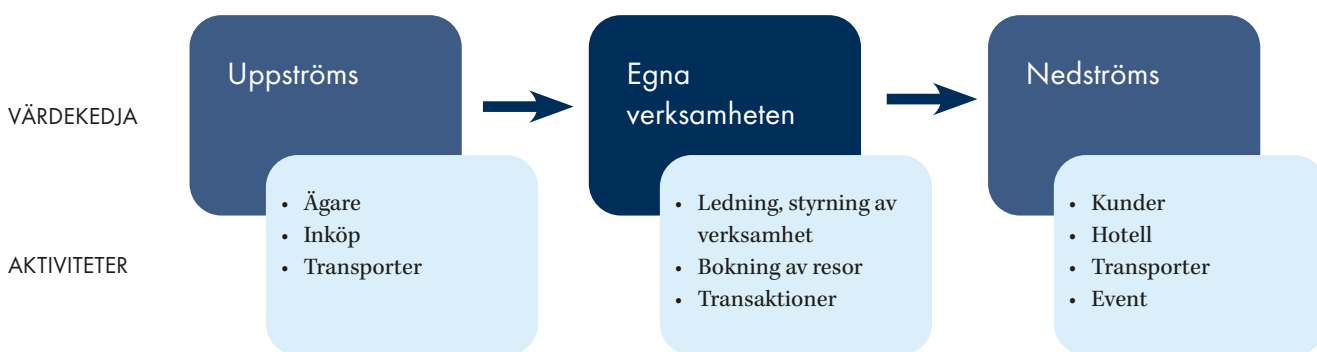 VÄRDEKEDJA
Uppströms
Egna
verksamheten
Nedströms
AKTIVITETER
• Ägare
• Inköp
• Transporter
• Ledning, styrning av
verksamhet
• Bokning av resor
• Transaktioner
• Kunder
• Hotell
• Transporter
• Event